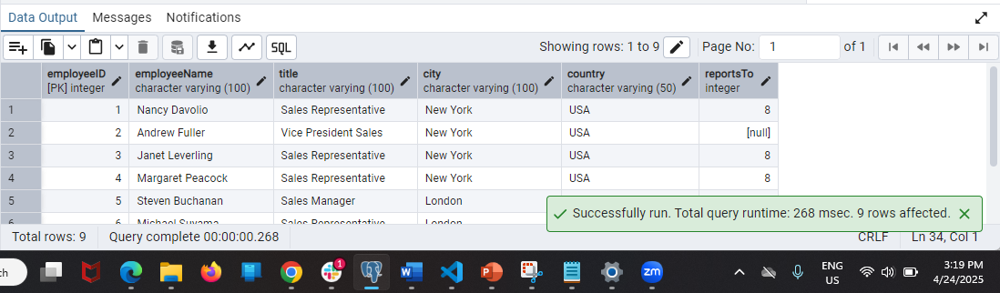 Data Output Messages Notifications
SQL Showing rows: 1 to 9 Page No: 1 of 1
employeeID employeeName title city country reportsTo
[PK] integer character varying (100) character varying (100) character varying (100) character varying (50) integer
1 1 Nancy Davolio Sales Representative New York USA 8
2 2 Andrew Fuller Vice President Sales New York USA [null]
3 3 Janet Leverling Sales Representative New York USA 8
4 4 Margaret Peacock Sales Representative New York USA 8
5 5 Steven Buchanan Sales Manager London
6 6 Michael Suyama Sales Representative London
Successfully run. Total query runtime: 268 msec. 9 rows affected.
Total rows: 9 Query complete 00:00:00.268 CRLF Ln 34, Col 1
ch 1 W P zm ENG 3:19 PM
US 4/24/2025